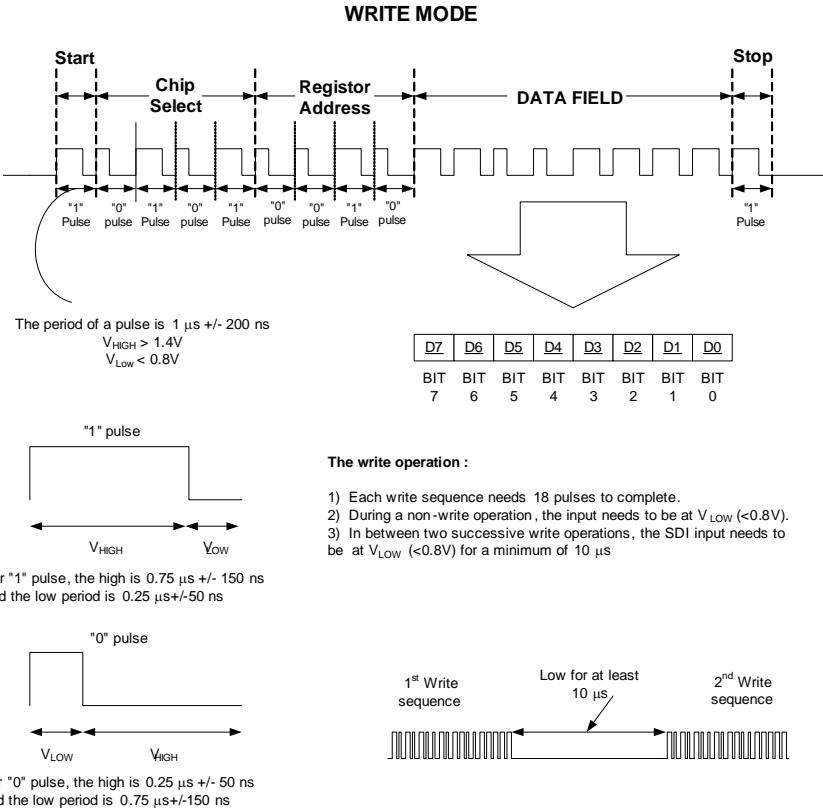 WRITE MODE
Start
Stop
Chip
Select
Registor
Address
DATA FIELD
"1"
Pulse
"0"
pulse
"1"
Pulse
"0"
pulse
"1"
Pulse
"0"
pulse
"0"
pulse
"1"
Pulse
"0"
pulse
"1"
Pulse
The period of a pulse is 1 μs +/- 200 ns
VHIGH > 1.4V
VLow < 0.8V
D7 D6 D5 D4 D3 D2 D1 D0
BIT BIT BIT BIT BIT BIT BIT BIT
7 6 5 4 3 2 1 0
"1" pulse
VHIGH VLOW
r "1" pulse, the high is 0.75 μs +/- 150 ns
d the low period is 0.25 μs+/-50 ns
The write operation :
1) Each write sequence needs 18 pulses to complete.
2) During a non-write operation, the input needs to be at VLOW (<0.8V).
3) In between two successive write operations, the SDI input needs to
be at VLOW (<0.8V) for a minimum of 10 μs
"0" pulse
VLOW VHIGH
r "0" pulse, the high is 0.25 μs +/- 50 ns
d the low period is 0.75 μs+/-150 ns
1st Write
sequence
Low for at least
10 μs
2nd Write
sequence